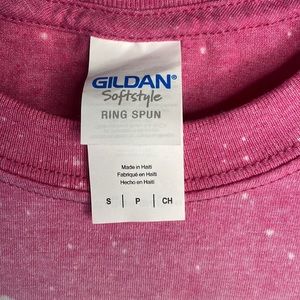 GILDAN®
Softstyle
RING SPUN
Made in Haiti
Fabriqué en Haïti
Hecho en Haití
S | P | CH